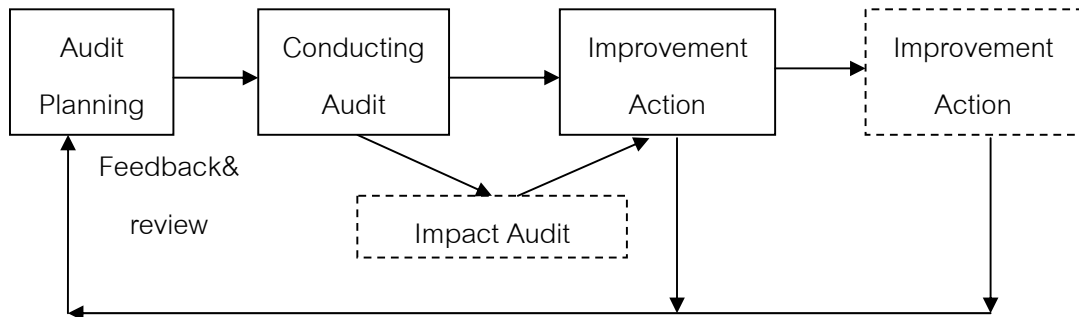 Audit
Planning
Conducting
Audit
Improvement
Action
Improvement
Action
Feedback&
review
Impact Audit